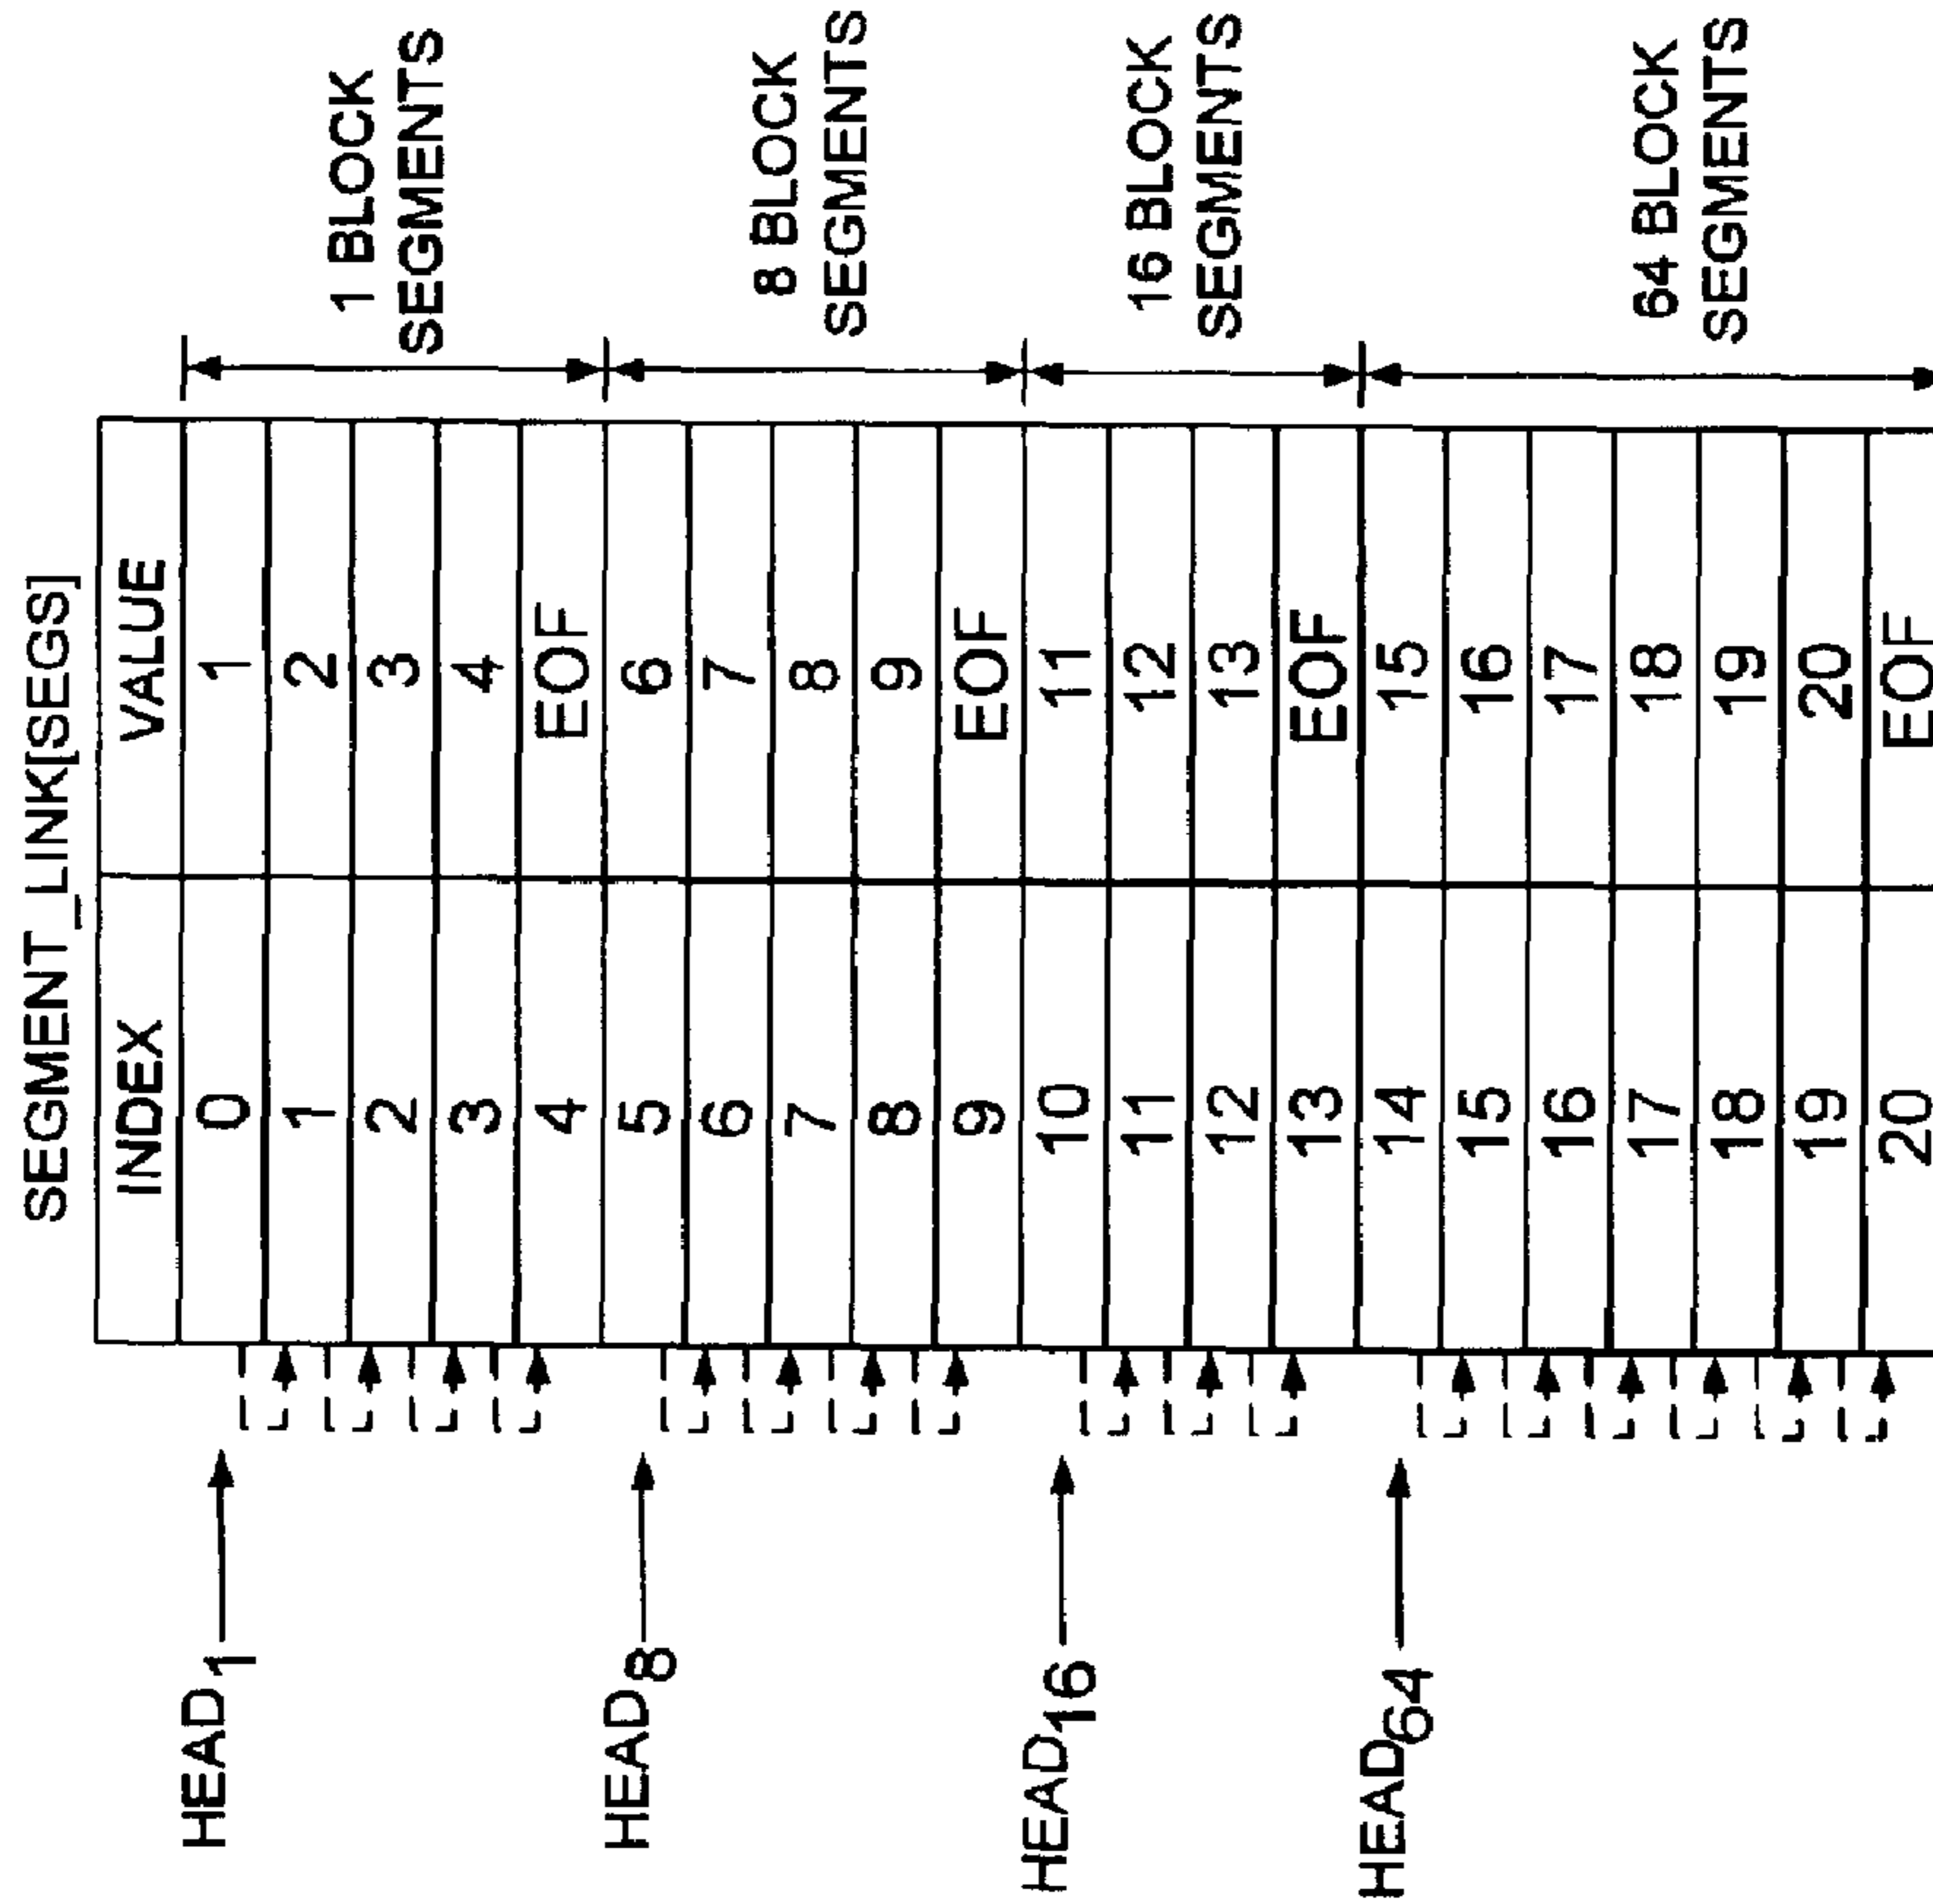 SEGMENT_LINK[SEGS]
INDEX VALUE
HEAD1 0 1
1 2
2 3
3 4
4 EOF
1 BLOCK
SEGMENTS
HEAD8 5 6
6 7
7 8
8 9
9 EOF
8 BLOCK
SEGMENTS
HEAD16 10 11
11 12
12 13
13 EOF
16 BLOCK
SEGMENTS
HEAD64 14 15
15 16
16 17
17 18
18 19
19 20
20 EOF
64 BLOCK
SEGMENTS